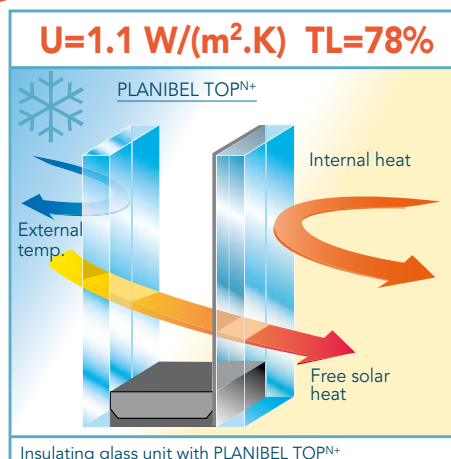 U=1.1 W/(m².K) TL=78%
PLANIBEL TOPᴺ⁺
Internal heat
External
temp.
Free solar
heat
Insulating glass unit with PLANIBEL TOPᴺ⁺